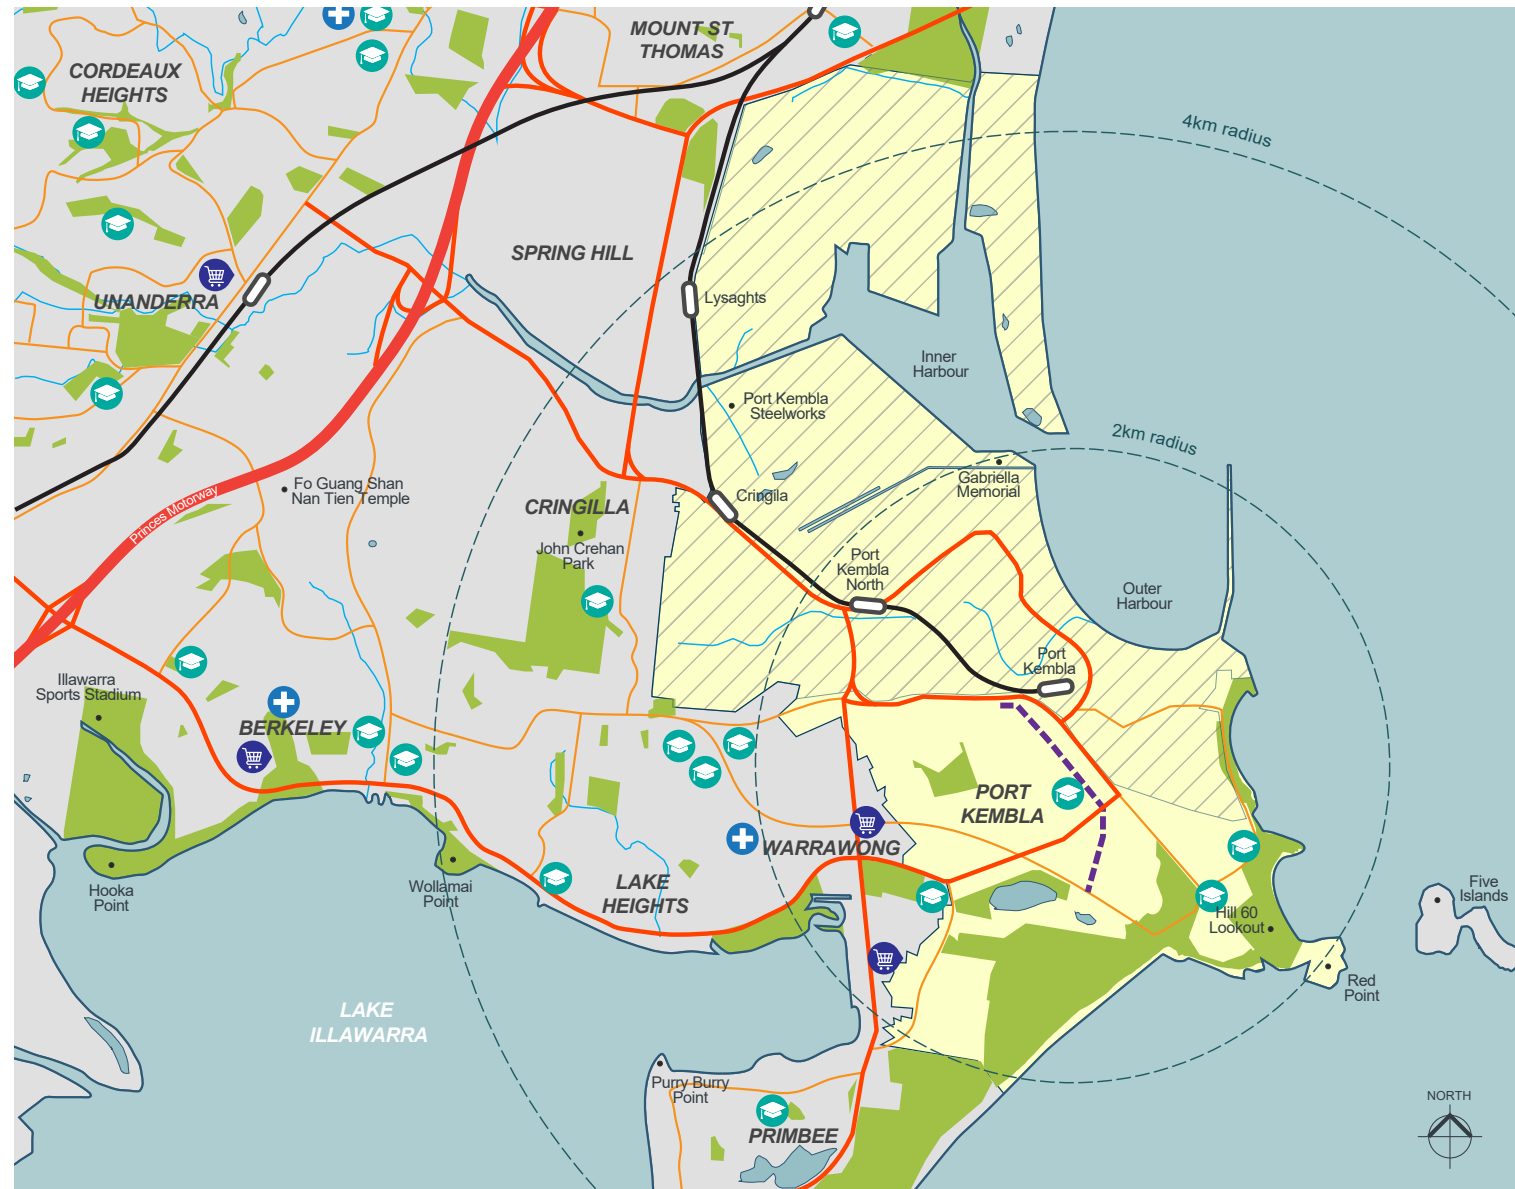 MOUNT ST
THOMAS
CORDEAUX
HEIGHTS
4km radius
SPRING HILL
UNANDERRA
Lysaghts
Inner
Harbour
Port Kembla
Steelworks
2km radius
Fo Guang Shan
Nan Tien Temple
Princes Motorway
Gabriella
Memorial
Cringila
CRINGILLA
John Crehan
Park
Port
Kembla
North
Outer
Harbour
Port
Kembla
Illawarra
Sports Stadium
BERKELEY
PORT
KEMBLA
WARRAWONG
Hooka
Point
Wollamai
Point
LAKE
HEIGHTS
Five
Islands
Hill 60
Lookout
Red
Point
LAKE
ILLAWARRA
Purry Burry
Point
PRIMBEE
NORTH